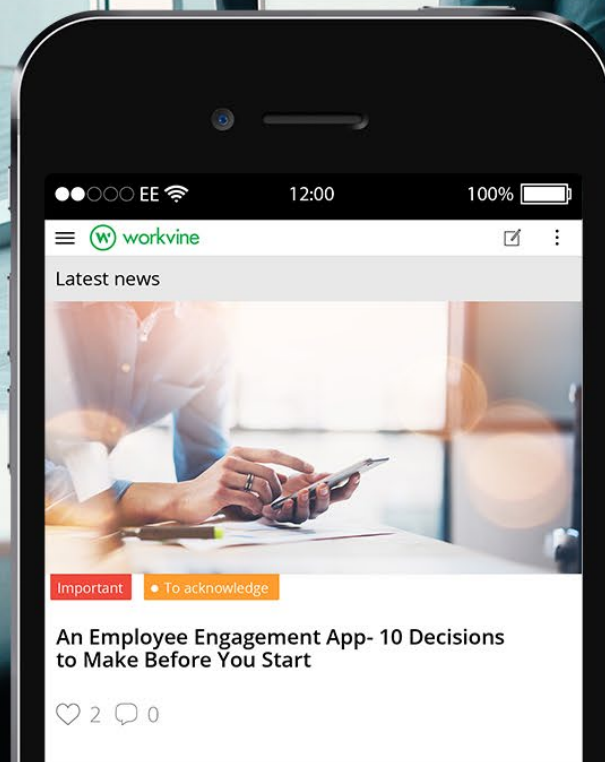 EE 12:00 100%
workvine
Latest news
Important To acknowledge
An Employee Engagement App- 10 Decisions
to Make Before You Start
2 0